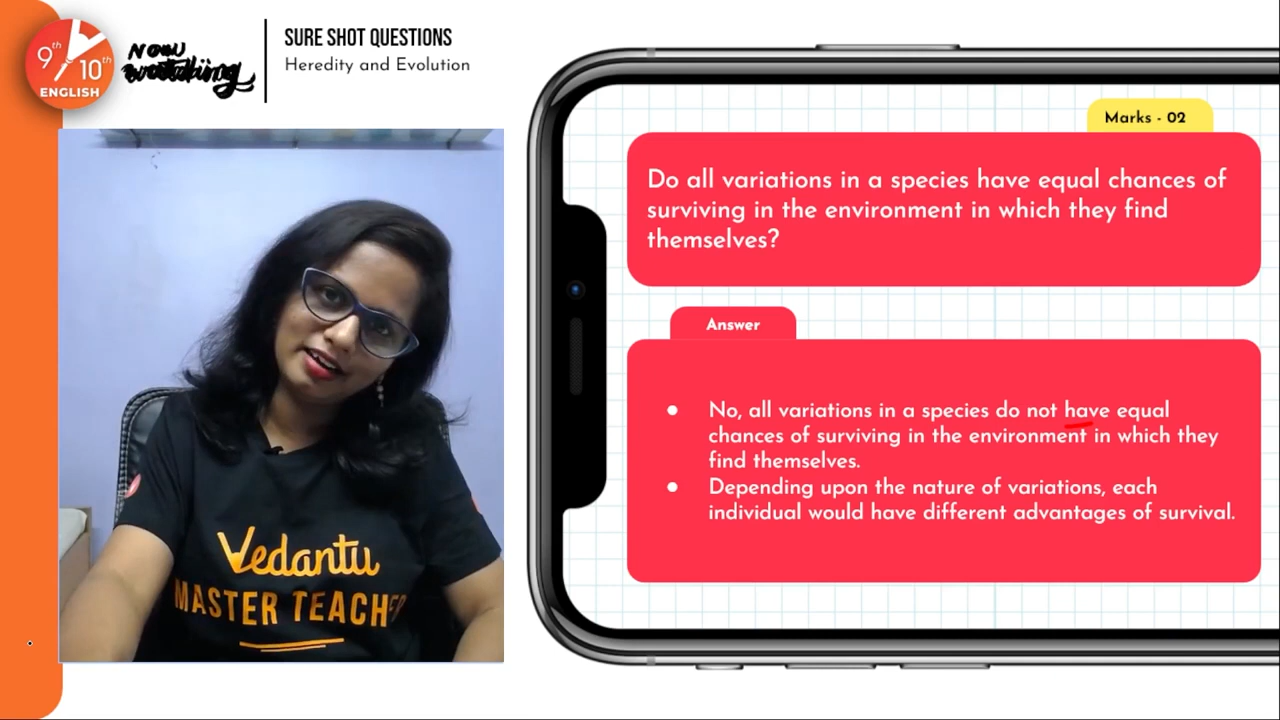 9th
10th
ENGLISH
Now
SURE SHOT QUESTIONS
Heredity and Evolution
Marks - 02
Do all variations in a species have equal chances of
surviving in the environment in which they find
themselves?
Answer
● No, all variations in a species do not have equal
chances of surviving in the environment in which they
find themselves.
● Depending upon the nature of variations, each
individual would have different advantages of survival.
Vedantu
MASTER TEACHER